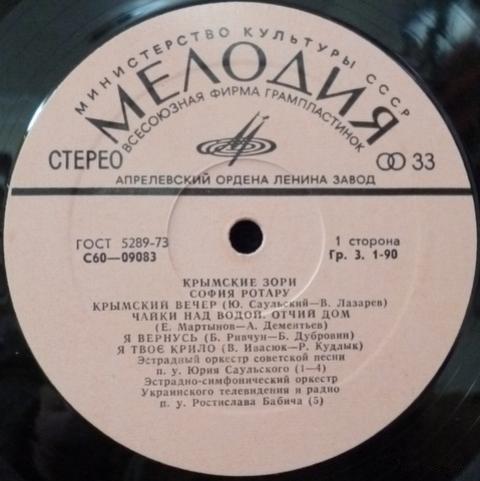 МИНИСТЕРСТВО КУЛЬТУРЫ СССР
МЕЛОДИЯ
ВСЕСОЮЗНАЯ ФИРМА ГРАМПЛАСТИНОК
СТЕРЕО
33
АПРЕЛЕВСКИЙ ОРДЕНА ЛЕНИНА ЗАВОД
ГОСТ 5289-73
С60—09083
1 сторона
Гр. 3. 1-90
КРЫМСКИЕ ЗОРИ
СОФИЯ РОТАРУ
КРЫМСКИЙ ВЕЧЕР (Ю. Саульский—В. Лазарев)
ЧАЙКИ НАД ВОДОЙ. ОТЧИЙ ДОМ
(Е. Мартынов—А. Дементьев)
Я ВЕРНУСЬ (Б. Ривчун—Б. Дубровин)
Я ТВОЄ КРИЛО (В. Ивасюк—Р. Кудлык)
Эстрадный оркестр советской песни
п. у. Юрия Саульского (1—4)
Эстрадно-симфонический оркестр
Украинского телевидения и радио
п. у. Ростислава Бабича (5)